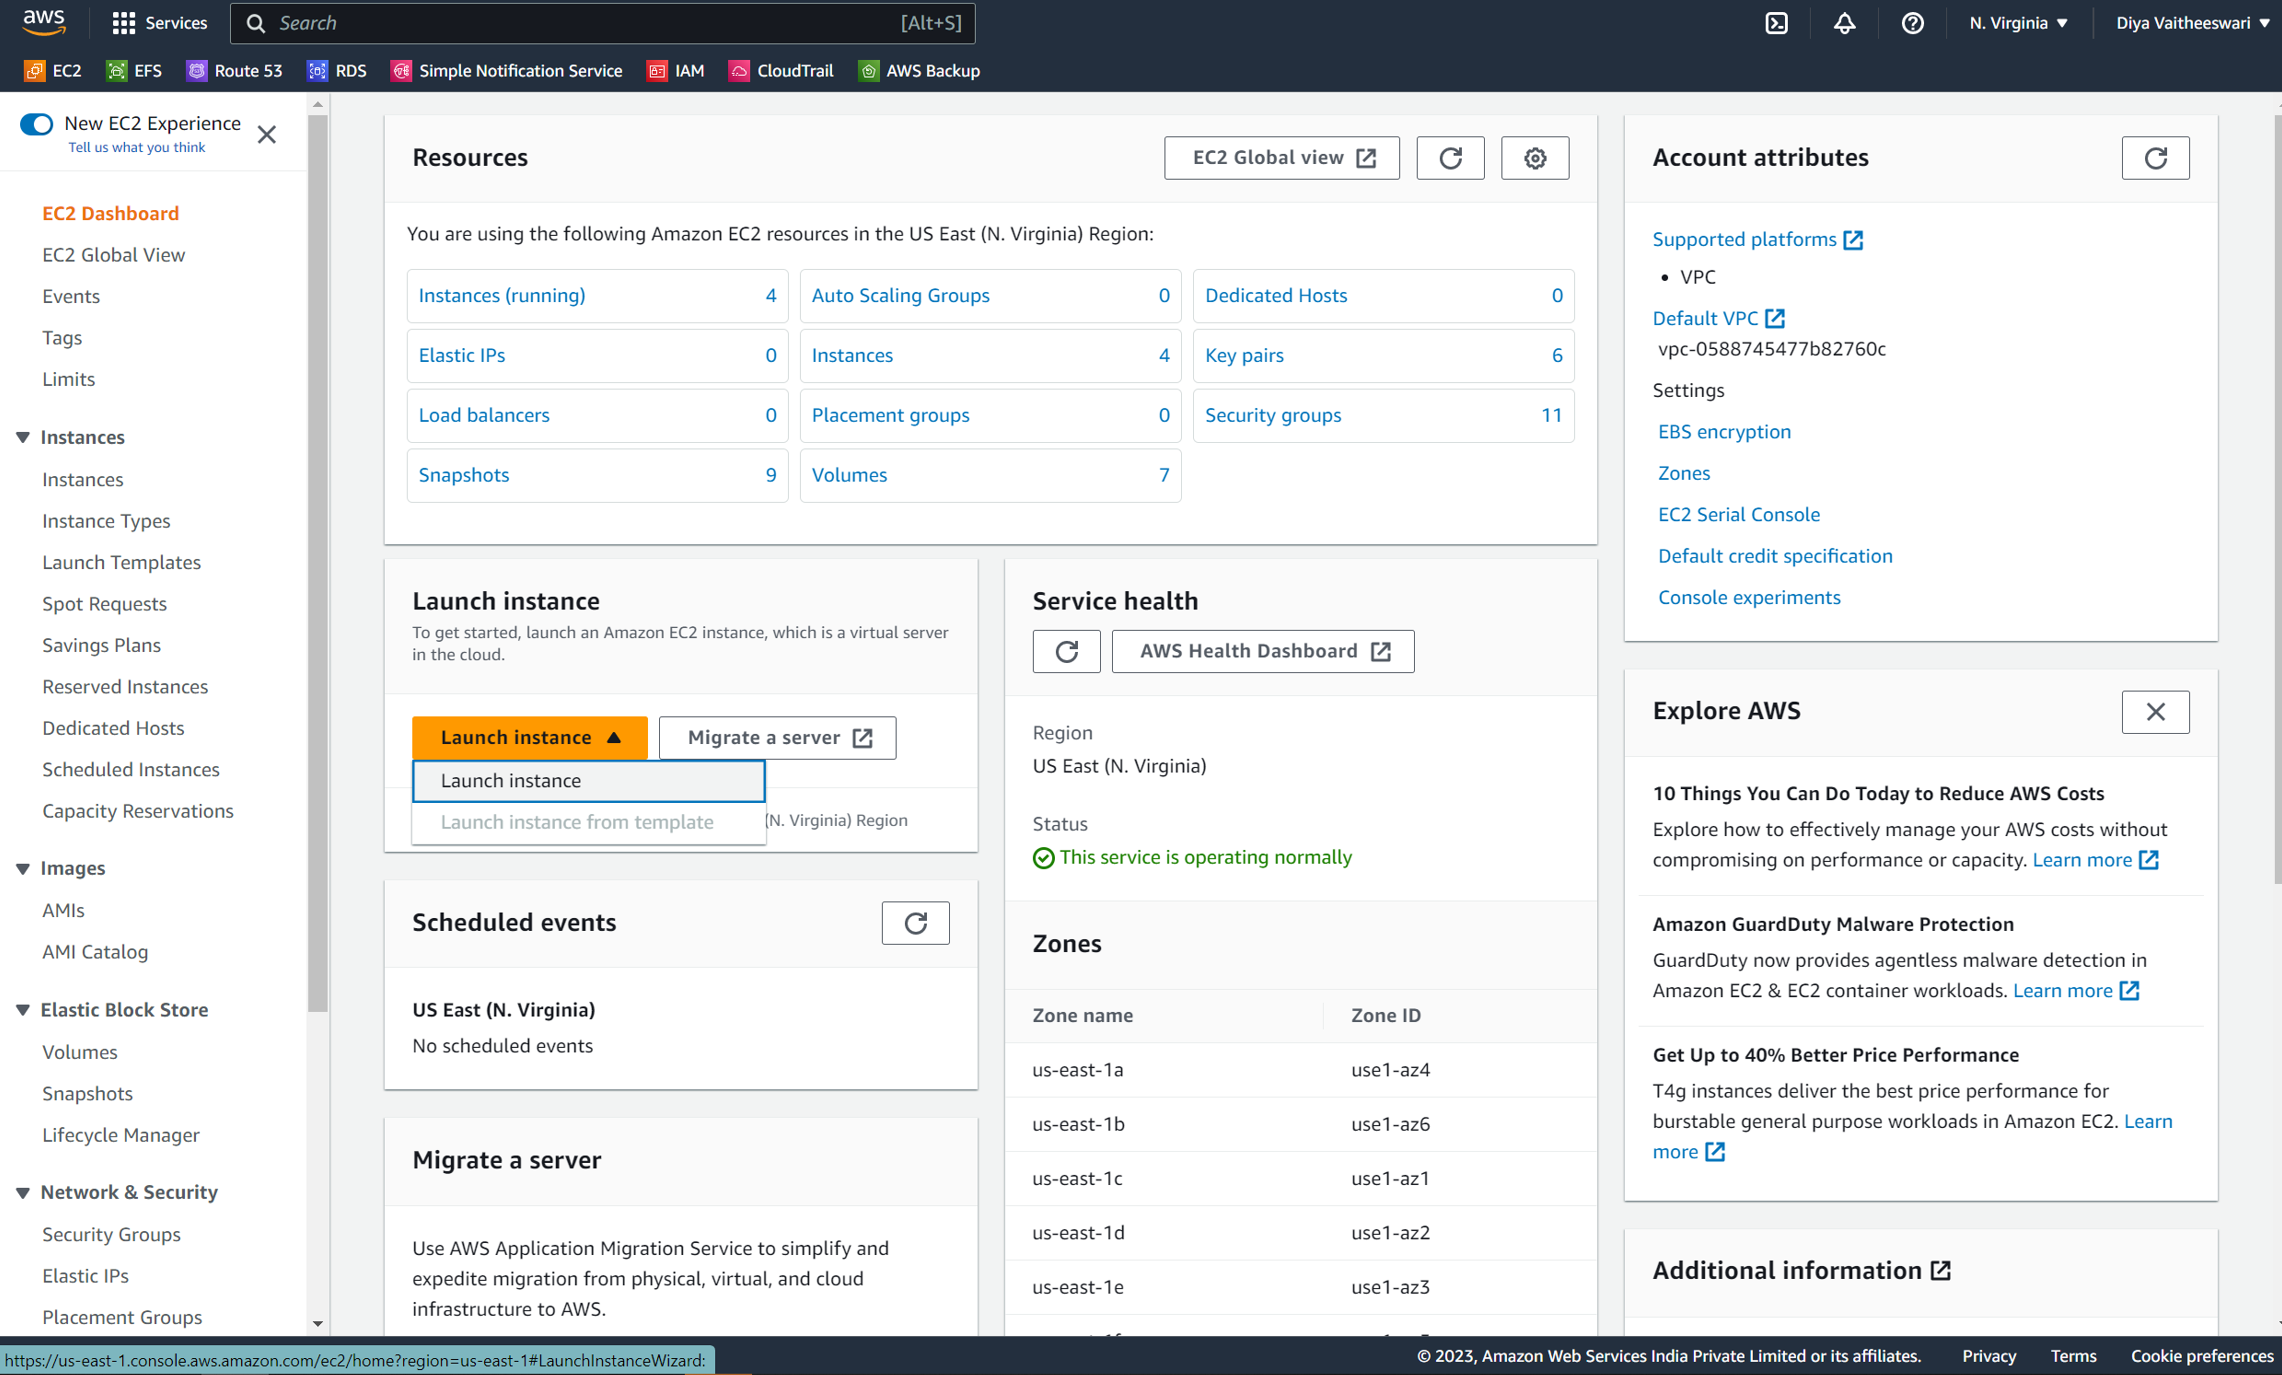 aws
Services
Search
[Alt+S]
N. Virginia
Diya Vaitheeswari
EC2
EFS
Route 53
RDS
Simple Notification Service
IAM
CloudTrail
AWS Backup
New EC2 Experience
Tell us what you think
EC2 Dashboard
EC2 Global View
Events
Tags
Limits
Instances
Instances
Instance Types
Launch Templates
Spot Requests
Savings Plans
Reserved Instances
Dedicated Hosts
Scheduled Instances
Capacity Reservations
Images
AMIs
AMI Catalog
Elastic Block Store
Volumes
Snapshots
Lifecycle Manager
Network & Security
Security Groups
Elastic IPs
Placement Groups
Resources
EC2 Global view
You are using the following Amazon EC2 resources in the US East (N. Virginia) Region:
Instances (running) 4
Auto Scaling Groups 0
Dedicated Hosts 0
Elastic IPs 0
Instances 4
Key pairs 6
Load balancers 0
Placement groups 0
Security groups 11
Snapshots 9
Volumes 7
Launch instance
To get started, launch an Amazon EC2 instance, which is a virtual server
in the cloud.
Launch instance
Migrate a server
Launch instance
Launch instance from template
(N. Virginia) Region
Scheduled events
US East (N. Virginia)
No scheduled events
Migrate a server
Use AWS Application Migration Service to simplify and
expedite migration from physical, virtual, and cloud
infrastructure to AWS.
Service health
AWS Health Dashboard
Region
US East (N. Virginia)
Status
This service is operating normally
Zones
Zone name Zone ID
us-east-1a use1-az4
us-east-1b use1-az6
us-east-1c use1-az1
us-east-1d use1-az2
us-east-1e use1-az3
Account attributes
Supported platforms
• VPC
Default VPC
vpc-0588745477b82760c
Settings
EBS encryption
Zones
EC2 Serial Console
Default credit specification
Console experiments
Explore AWS
10 Things You Can Do Today to Reduce AWS Costs
Explore how to effectively manage your AWS costs without
compromising on performance or capacity. Learn more
Amazon GuardDuty Malware Protection
GuardDuty now provides agentless malware detection in
Amazon EC2 & EC2 container workloads. Learn more
Get Up to 40% Better Price Performance
T4g instances deliver the best price performance for
burstable general purpose workloads in Amazon EC2. Learn
more
Additional information
https://us-east-1.console.aws.amazon.com/ec2/home?region=us-east-1#LaunchInstanceWizard:
© 2023, Amazon Web Services India Private Limited or its affiliates.
Privacy
Terms
Cookie preferences